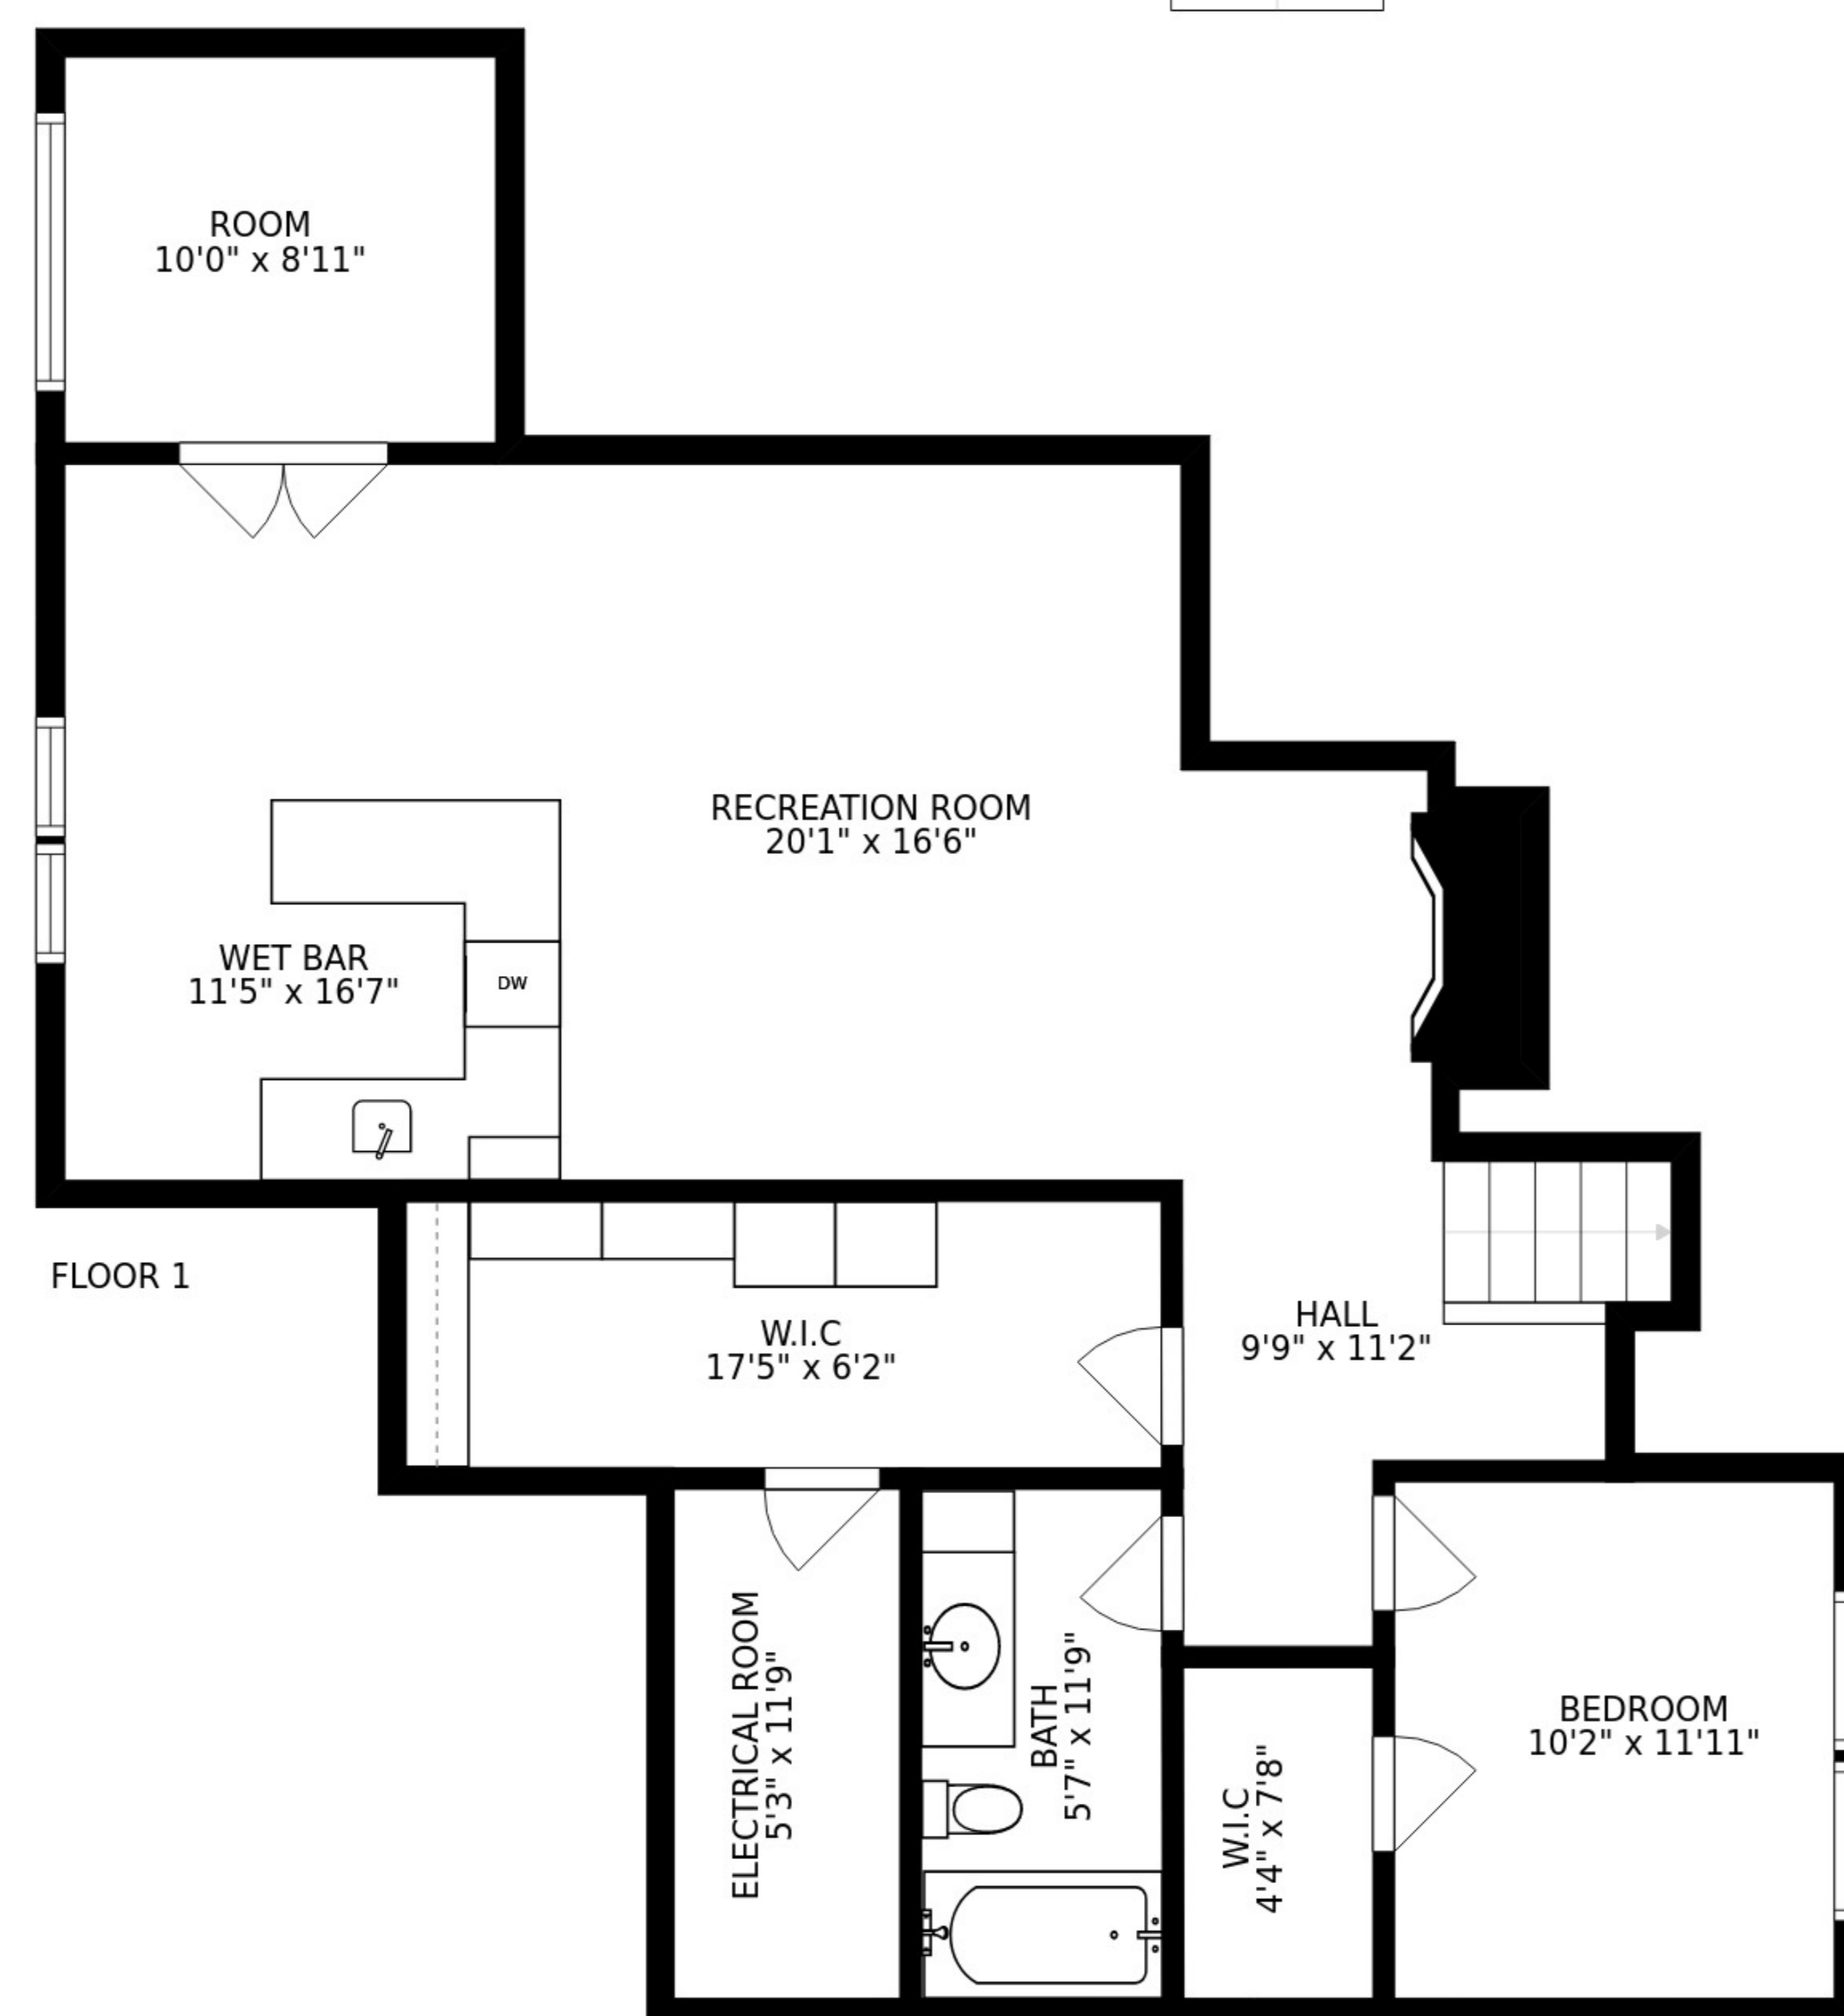 ROOM
10'0" x 8'11"
RECREATION ROOM
20'1" x 16'6"
WET BAR
11'5" x 16'7"
DW
FLOOR 1
W.I.C
17'5" x 6'2"
HALL
9'9" x 11'2"
ELECTRICAL ROOM
5'3" x 11'9"
BATH
5'7" x 11'9"
W.I.C
4'4" x 7'8"
BEDROOM
10'2" x 11'11"